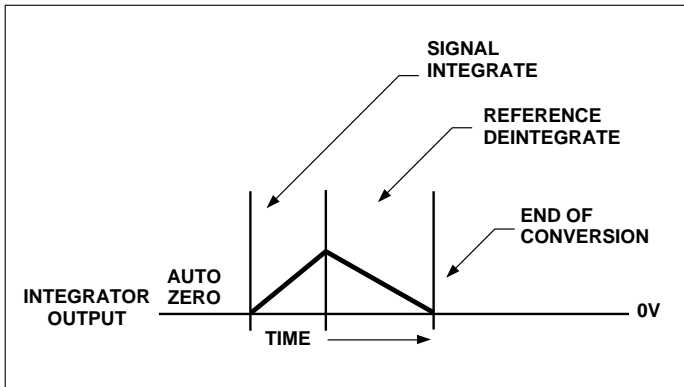 SIGNAL
INTEGRATE
REFERENCE
DEINTEGRATE
END OF
CONVERSION
AUTO
ZERO
INTEGRATOR
OUTPUT
0V
TIME